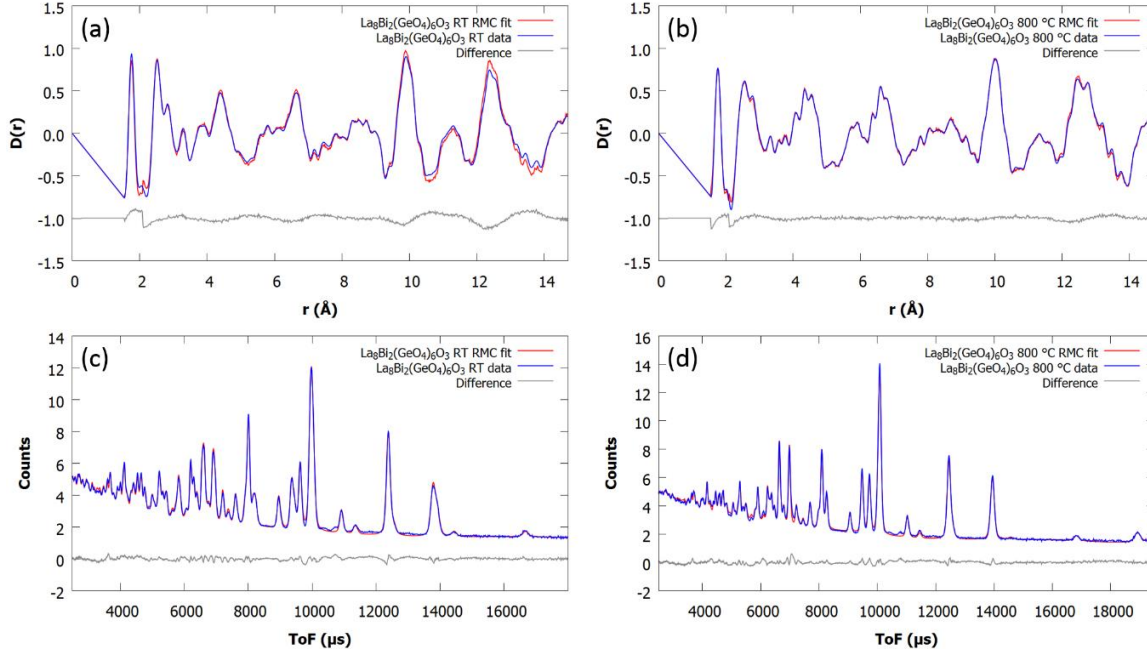 (a)
La₈Bi₂(GeO₄)₆O₃ RT RMC fit
La₈Bi₂(GeO₄)₆O₃ RT data
Difference
1.5
1.0
0.5
0.0
-0.5
-1.0
-1.5
D(r)
0 2 4 6 8 10 12 14
r (Å)
(b)
La₈Bi₂(GeO₄)₆O₃ 800 °C RMC fit
La₈Bi₂(GeO₄)₆O₃ 800 °C data
Difference
1.5
1.0
0.5
0.0
-0.5
-1.0
-1.5
D(r)
0 2 4 6 8 10 12 14
r (Å)
(c)
La₈Bi₂(GeO₄)₆O₃ RT RMC fit
La₈Bi₂(GeO₄)₆O₃ RT data
Difference
14
12
10
8
6
4
2
0
-2
Counts
4000 6000 8000 10000 12000 14000 16000
ToF (µs)
(d)
La₈Bi₂(GeO₄)₆O₃ 800 °C RMC fit
La₈Bi₂(GeO₄)₆O₃ 800 °C data
Difference
16
14
12
10
8
6
4
2
0
-2
Counts
4000 6000 8000 10000 12000 14000 16000 18000
ToF (µs)